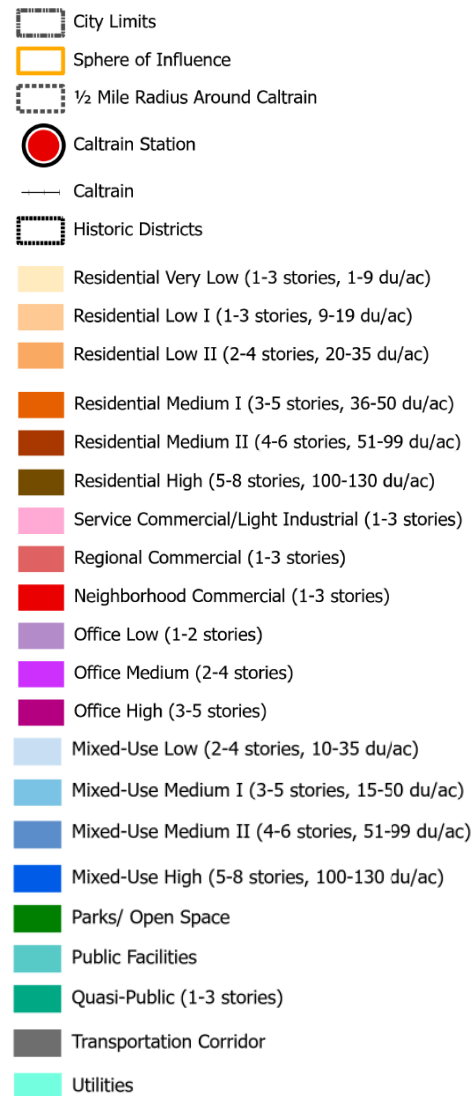 City Limits
Sphere of Influence
½ Mile Radius Around Caltrain
Caltrain Station
Caltrain
Historic Districts
Residential Very Low (1-3 stories, 1-9 du/ac)
Residential Low I (1-3 stories, 9-19 du/ac)
Residential Low II (2-4 stories, 20-35 du/ac)
Residential Medium I (3-5 stories, 36-50 du/ac)
Residential Medium II (4-6 stories, 51-99 du/ac)
Residential High (5-8 stories, 100-130 du/ac)
Service Commercial/Light Industrial (1-3 stories)
Regional Commercial (1-3 stories)
Neighborhood Commercial (1-3 stories)
Office Low (1-2 stories)
Office Medium (2-4 stories)
Office High (3-5 stories)
Mixed-Use Low (2-4 stories, 10-35 du/ac)
Mixed-Use Medium I (3-5 stories, 15-50 du/ac)
Mixed-Use Medium II (4-6 stories, 51-99 du/ac)
Mixed-Use High (5-8 stories, 100-130 du/ac)
Parks/ Open Space
Public Facilities
Quasi-Public (1-3 stories)
Transportation Corridor
Utilities